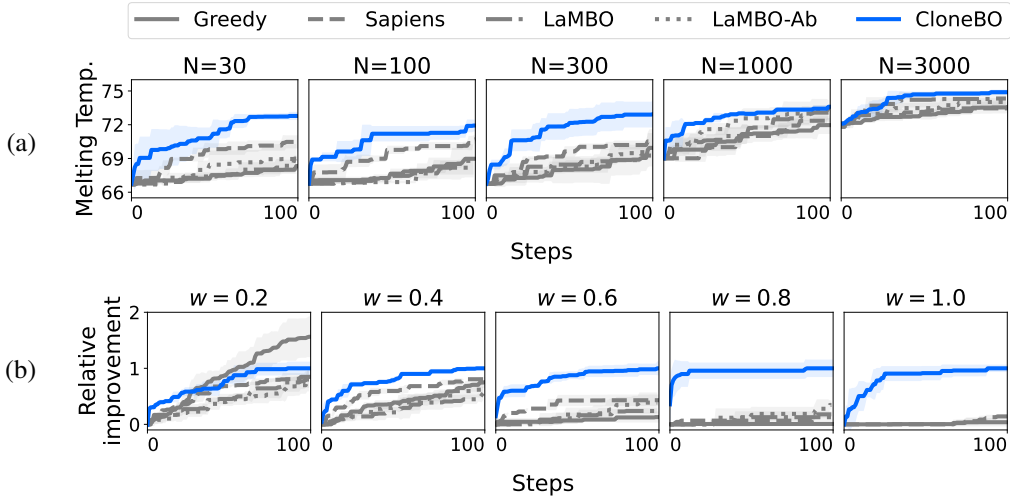 Greedy Sapiens LaMBO LaMBO-Ab CloneBO
N=30 N=100 N=300 N=1000 N=3000
(a)
Melting Temp.
75
72
69
66
0 100 0 100 0 100 0 100 0 100
Steps
w = 0.2 w = 0.4 w = 0.6 w = 0.8 w = 1.0
(b)
Relative
improvement
2
1
0
0 100 0 100 0 100 0 100 0 100
Steps